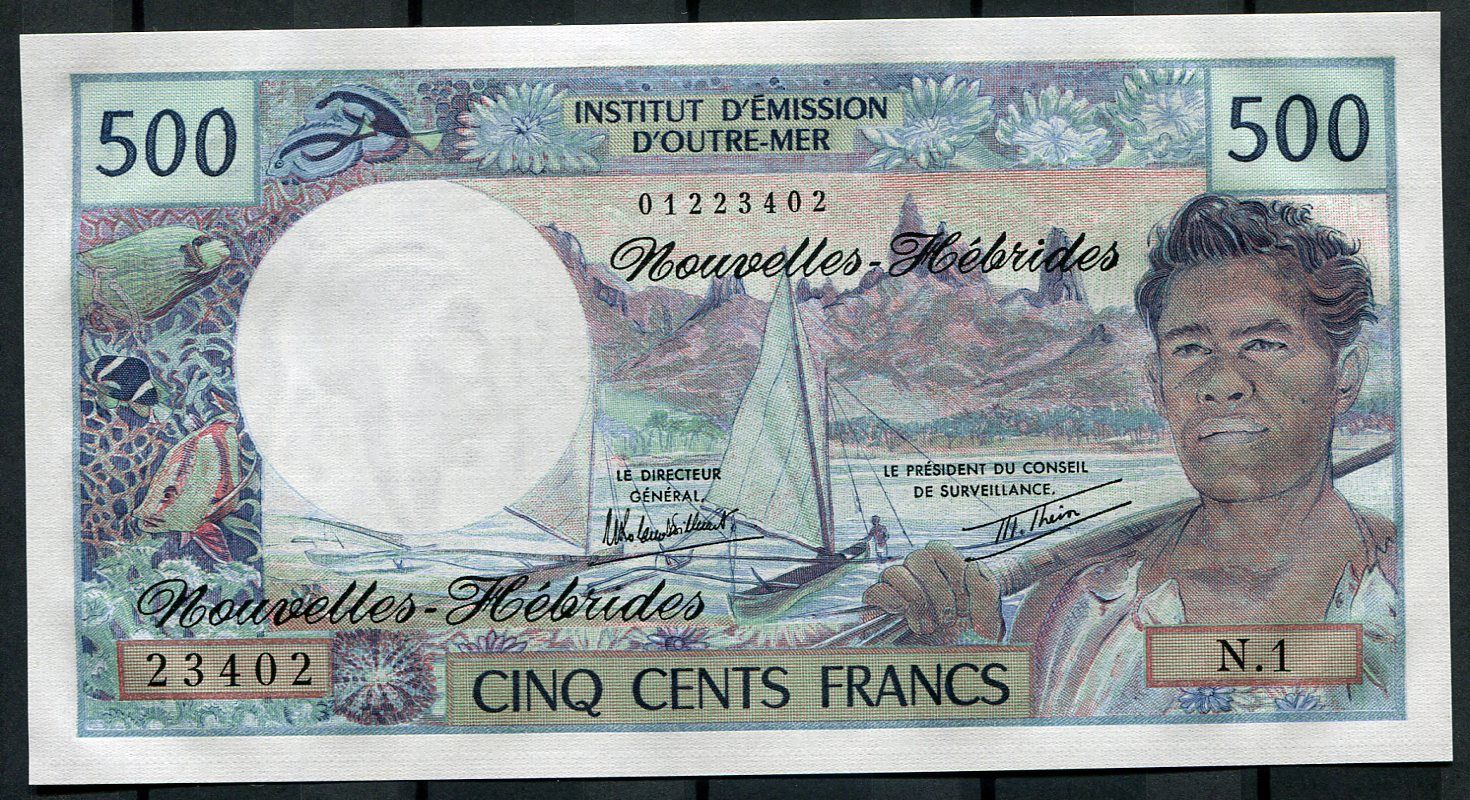 500
INSTITUT D'ÉMISSION
D'OUTRE-MER
500
01223402
Nouvelles-Hébrides
LE DIRECTEUR
GÉNÉRAL,
LE PRÉSIDENT DU CONSEIL
DE SURVEILLANCE,
Nouvelles-Hébrides
23402
CINQ CENTS FRANCS
N.1